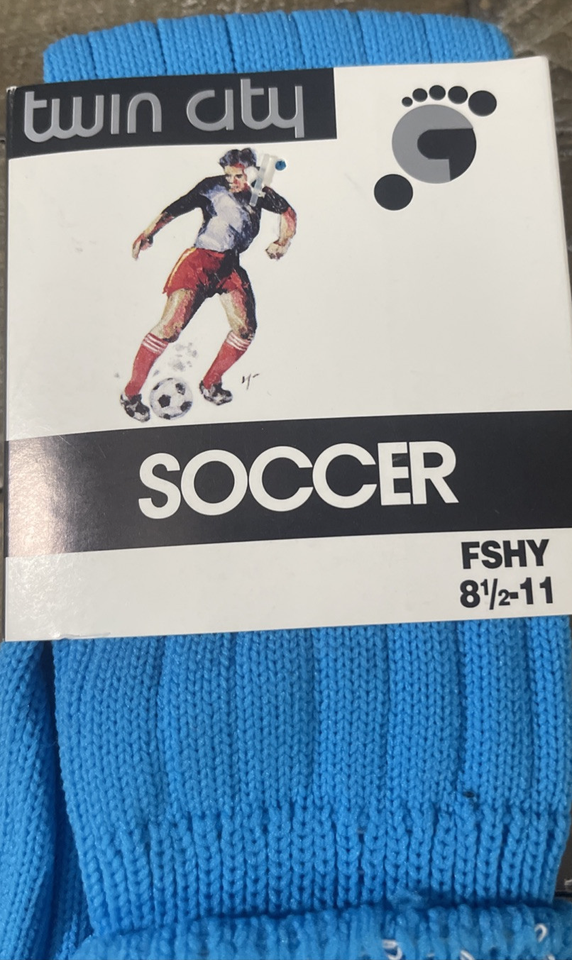 twin city
SOCCER
FSHY
8½-11